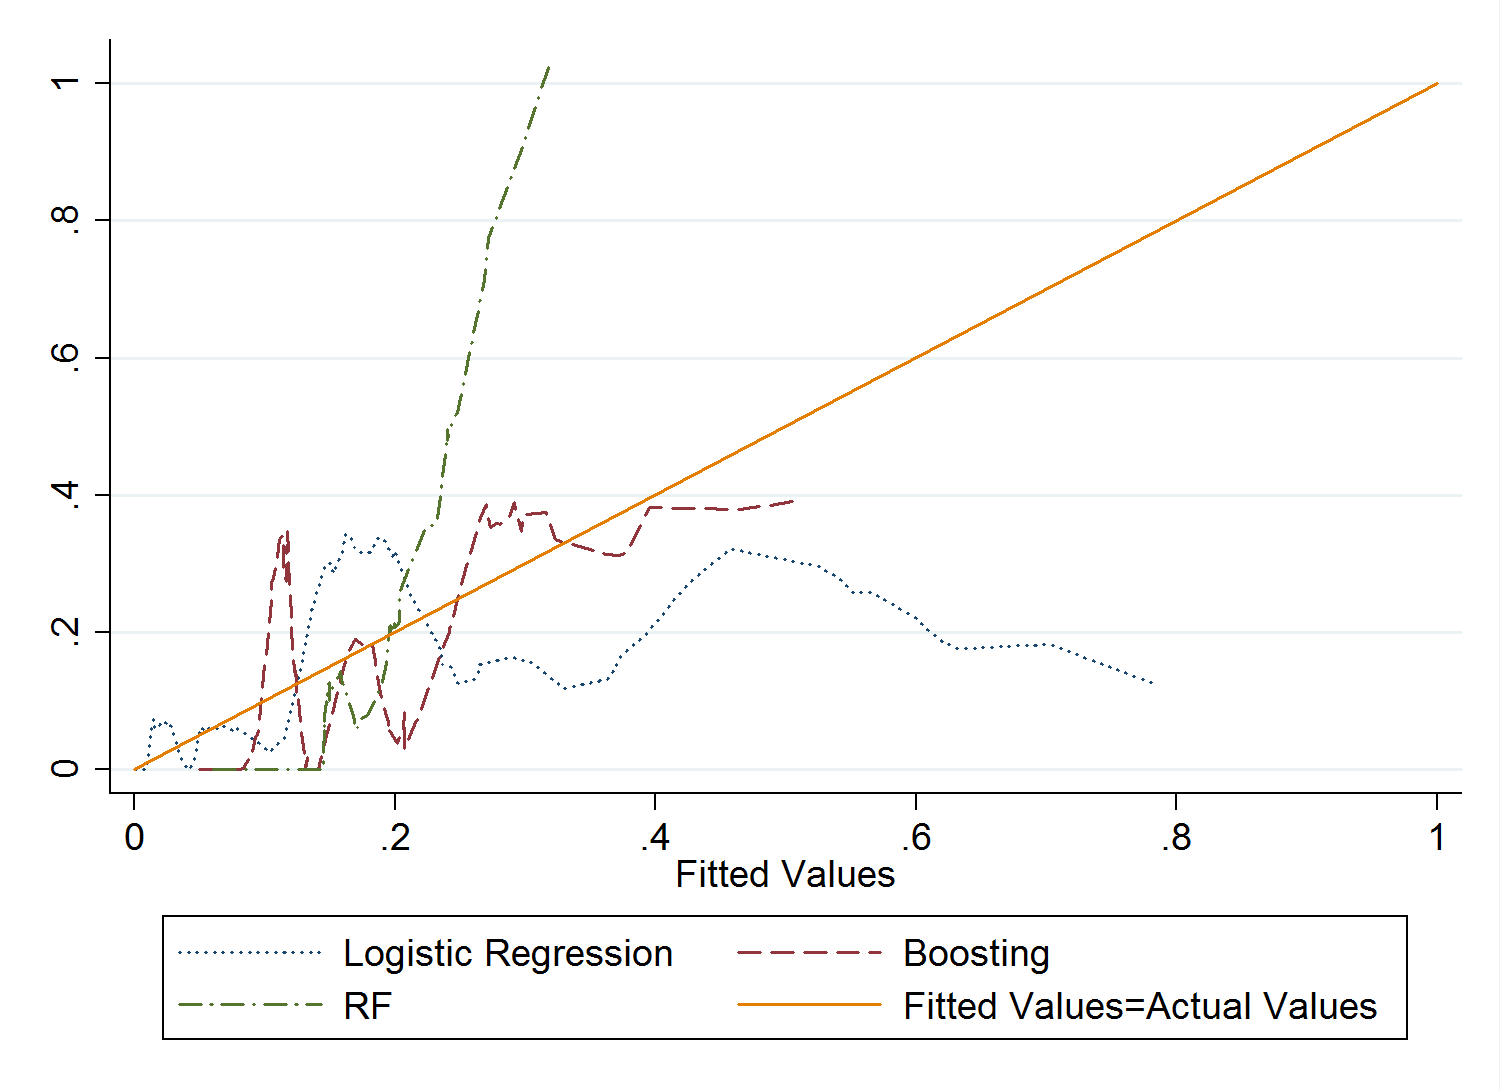 1
.8
.6
.4
.2
0
0 .2 .4 .6 .8 1
Fitted Values
Logistic Regression Boosting
RF Fitted Values=Actual Values